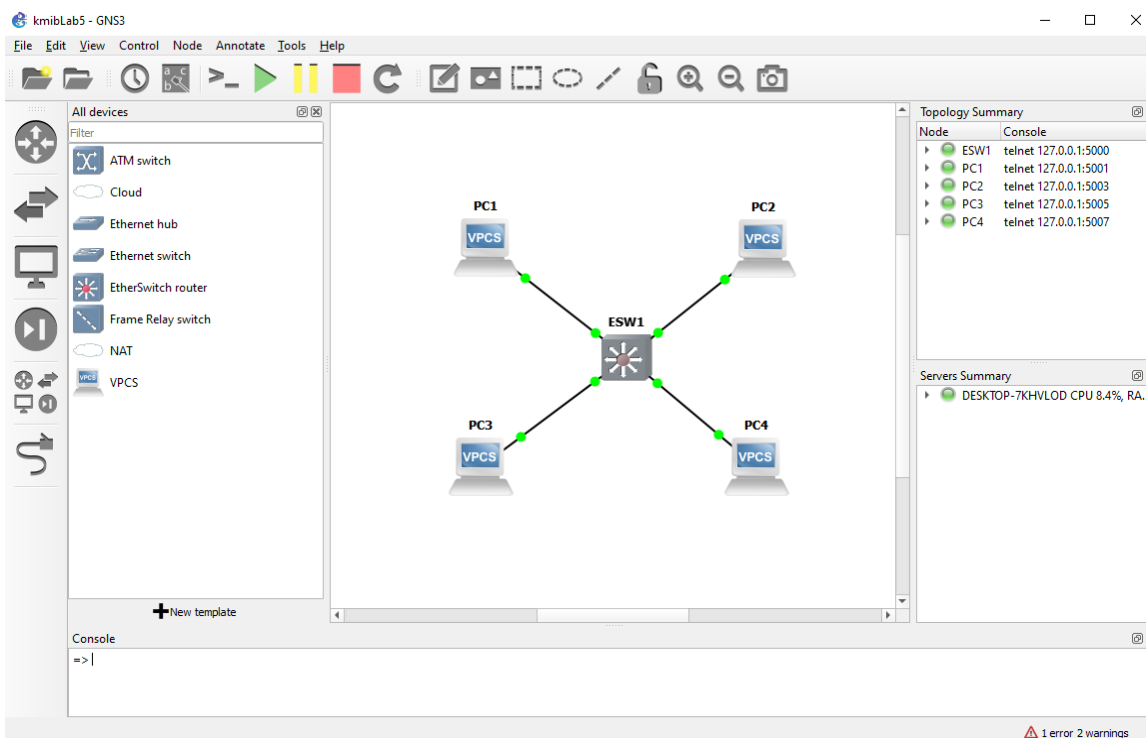 kmibLab5 - GNS3
File Edit View Control Node Annotate Tools Help
All devices
Filter
ATM switch
Cloud
Ethernet hub
Ethernet switch
EtherSwitch router
Frame Relay switch
NAT
VPCS
New template
PC1
VPCS
PC2
VPCS
ESW1
PC3
VPCS
PC4
VPCS
Topology Summary
Node Console
ESW1 telnet 127.0.0.1:5000
PC1 telnet 127.0.0.1:5001
PC2 telnet 127.0.0.1:5003
PC3 telnet 127.0.0.1:5005
PC4 telnet 127.0.0.1:5007
Servers Summary
DESKTOP-7KHVLOD CPU 8.4%, RA...
Console
=>
1 error 2 warnings